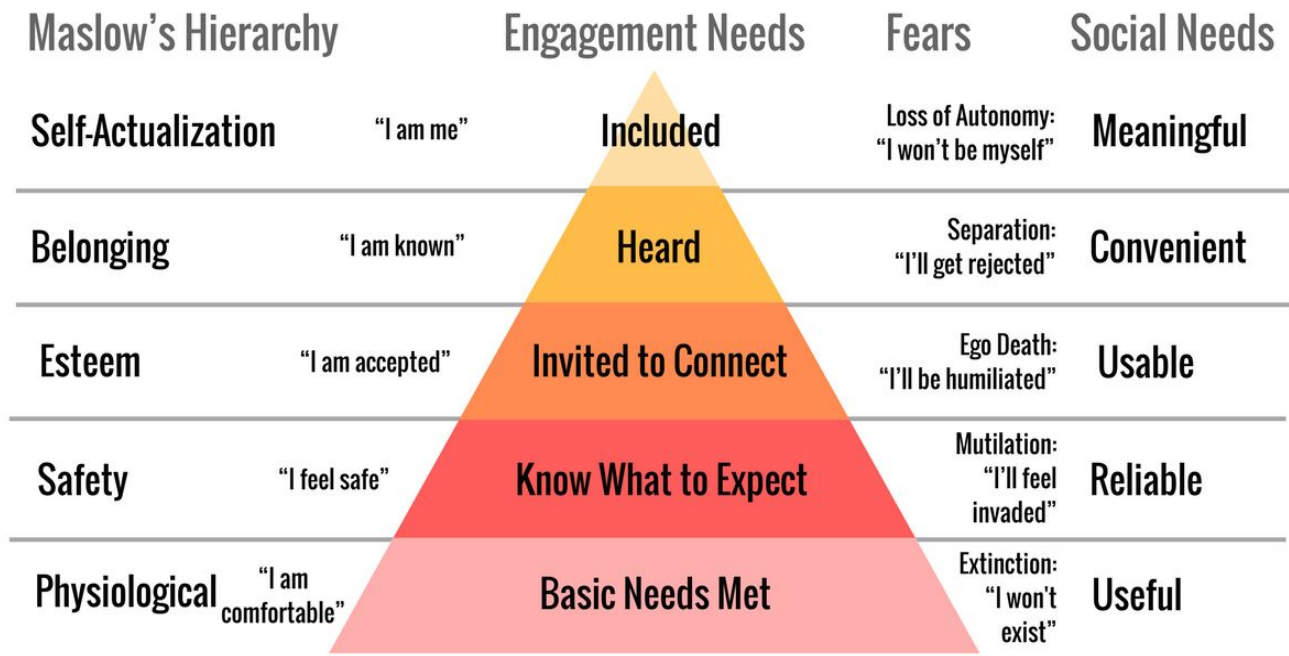 Maslow's Hierarchy Engagement Needs Fears Social Needs
Self-Actualization “I am me” Included Loss of Autonomy: Meaningful
“I won't be myself”
Belonging “I am known” Heard Separation: Convenient
“I'll get rejected”
Esteem “I am accepted” Invited to Connect Ego Death: Usable
“I'll be humiliated”
Safety “I feel safe” Know What to Expect Mutilation: Reliable
“I'll feel
invaded”
Physiological “I am Basic Needs Met Extinction: Useful
comfortable” “I won't
exist”